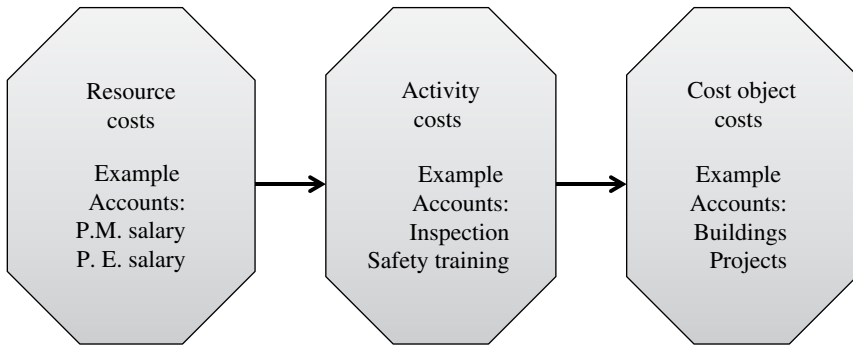 Resource
costs
Example
Accounts:
P.M. salary
P. E. salary
Activity
costs
Example
Accounts:
Inspection
Safety training
Cost object
costs
Example
Accounts:
Buildings
Projects